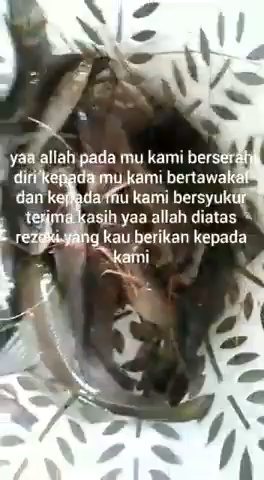 yaa allah pada mu kami berserah
diri kepada mu kami bertawakal
dan kepada mu kami bersyukur
terima kasih yaa allah diatas
rezeki yang kau berikan kepada
kami